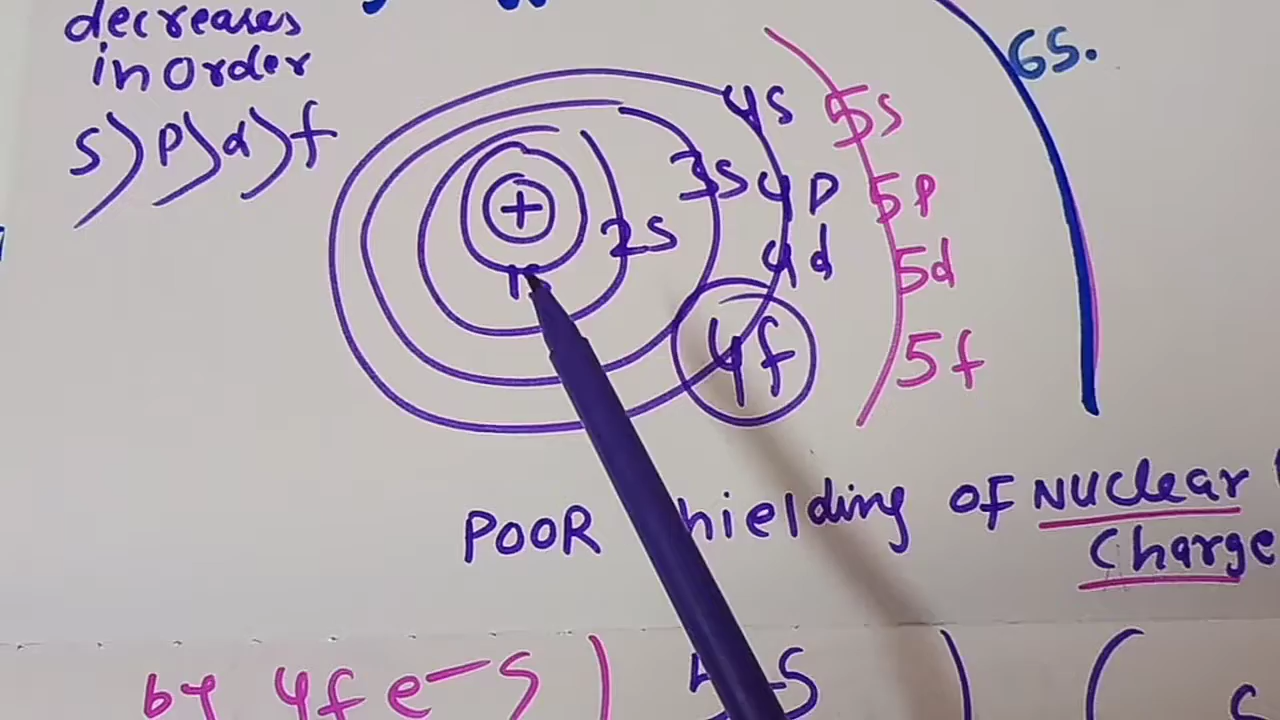 decreases
in order
s > p > d > f
+
1s
2s
3s
4s
4p
4d
4f
5s
5p
5d
5f
6s.
POOR hielding of Nuclear
Charge
by 4f e-s